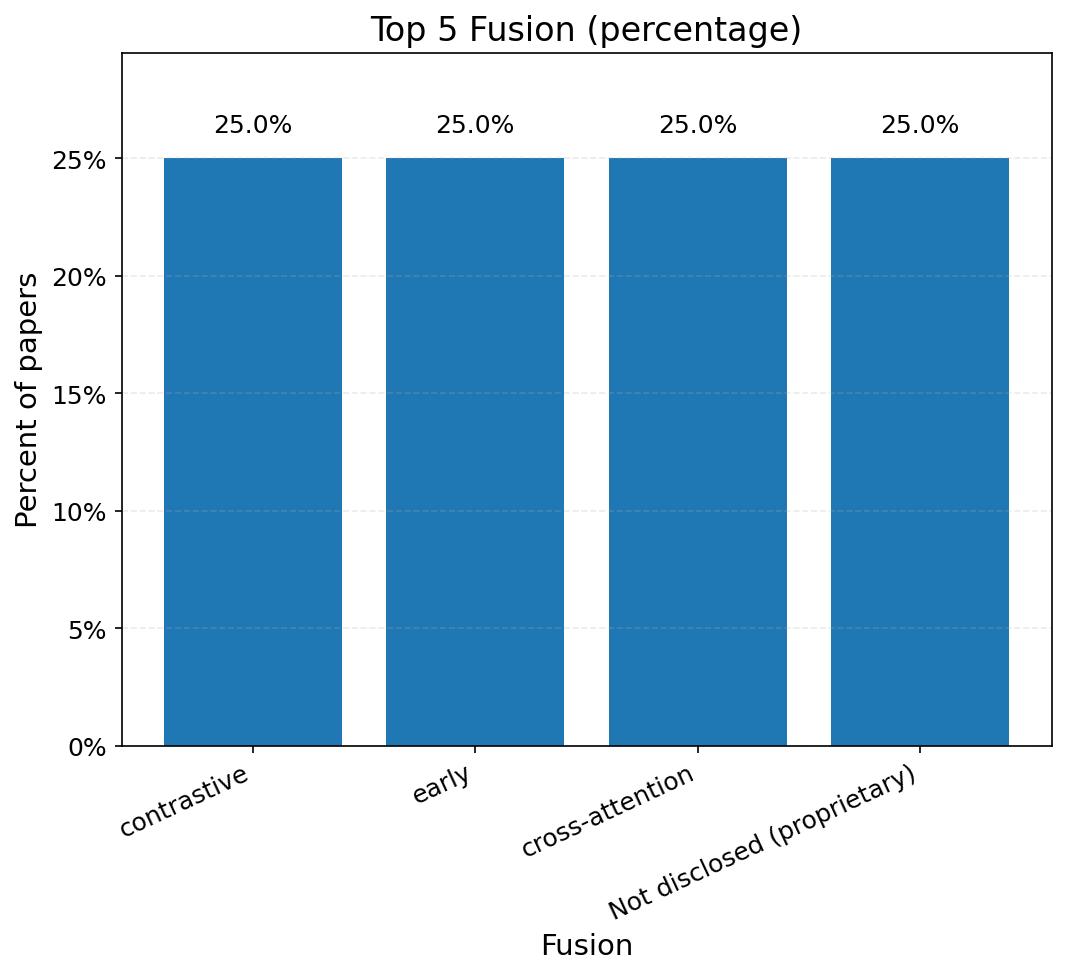 Top 5 Fusion (percentage)
25.0% 25.0% 25.0% 25.0%
25%
20%
15%
10%
5%
0%
Percent of papers
contrastive
early
cross-attention
Not disclosed (proprietary)
Fusion